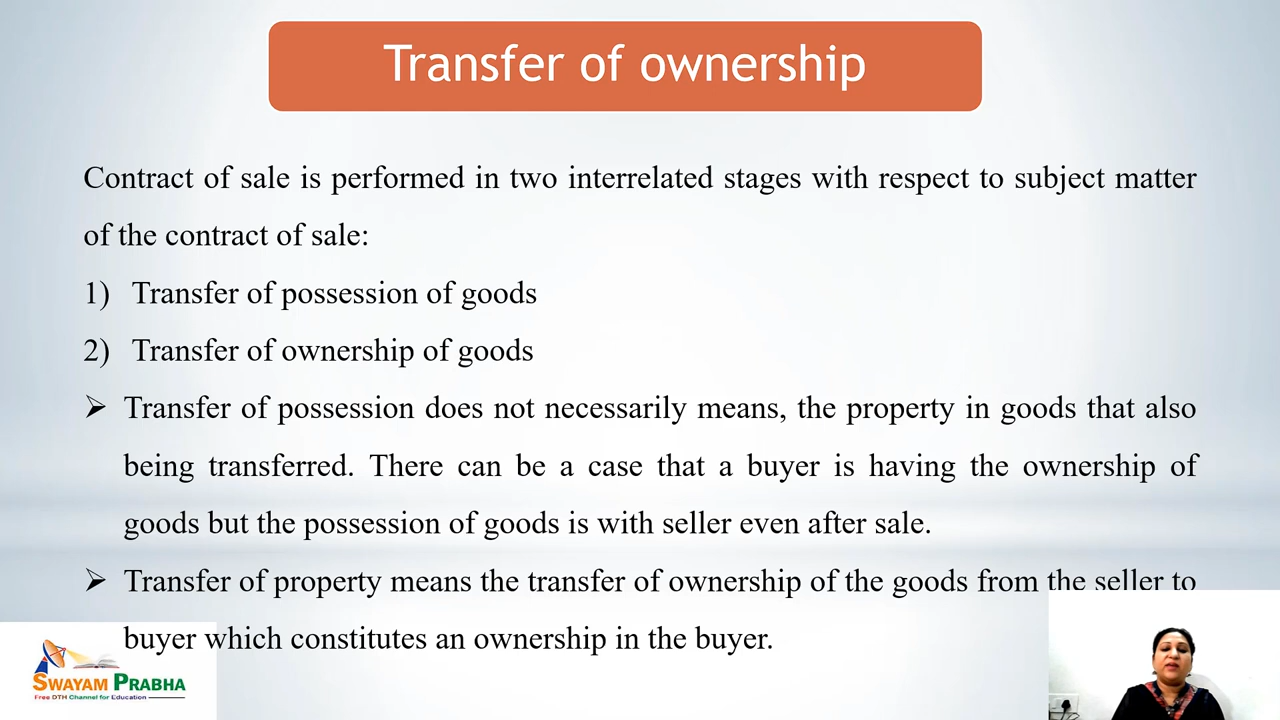 Transfer of ownership
Contract of sale is performed in two interrelated stages with respect to subject matter
of the contract of sale:
1) Transfer of possession of goods
2) Transfer of ownership of goods
➢ Transfer of possession does not necessarily means, the property in goods that also
being transferred. There can be a case that a buyer is having the ownership of
goods but the possession of goods is with seller even after sale.
➢ Transfer of property means the transfer of ownership of the goods from the seller to
buyer which constitutes an ownership in the buyer.
SWAYAM PRABHA
Free DTH Channel for Education